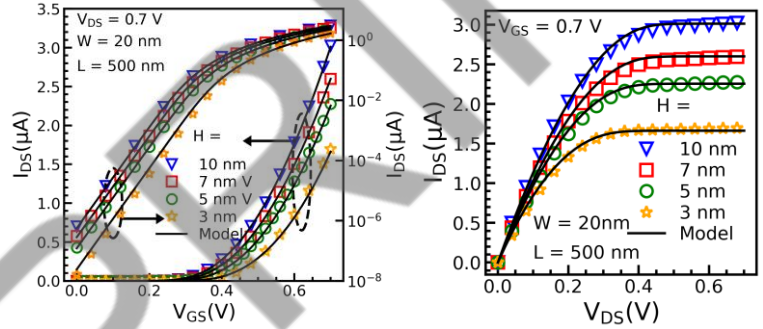 3.5
3.0
2.5
2.0
1.5
1.0
0.5
0.0
I_DS(μA)
V_DS = 0.7 V
W = 20 nm
L = 500 nm
H =
10 nm
7 nm V
5 nm V
3 nm
Model
10^0
10^-2
10^-4
10^-6
10^-8
I_DS(μA)
0.0 0.2 0.4 0.6
V_GS(V)
3.0
2.5
2.0
1.5
1.0
0.5
0.0
I_DS(μA)
V_GS = 0.7 V
H =
10 nm
7 nm
5 nm
3 nm
Model
W = 20nm
L = 500 nm
0.0 0.2 0.4 0.6
V_DS(V)